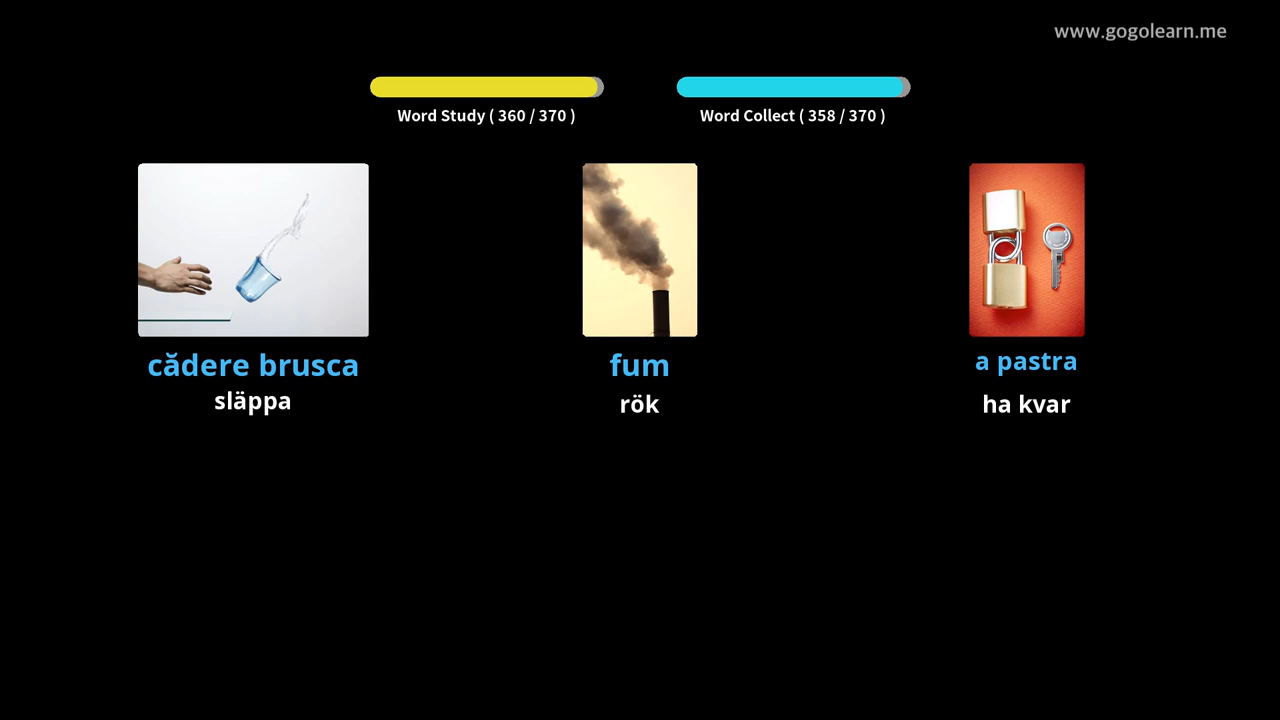 www.gogolearn.me
Word Study ( 360 / 370 )
Word Collect ( 358 / 370 )
cădere brusca
släppa
fum
rök
a pastra
ha kvar